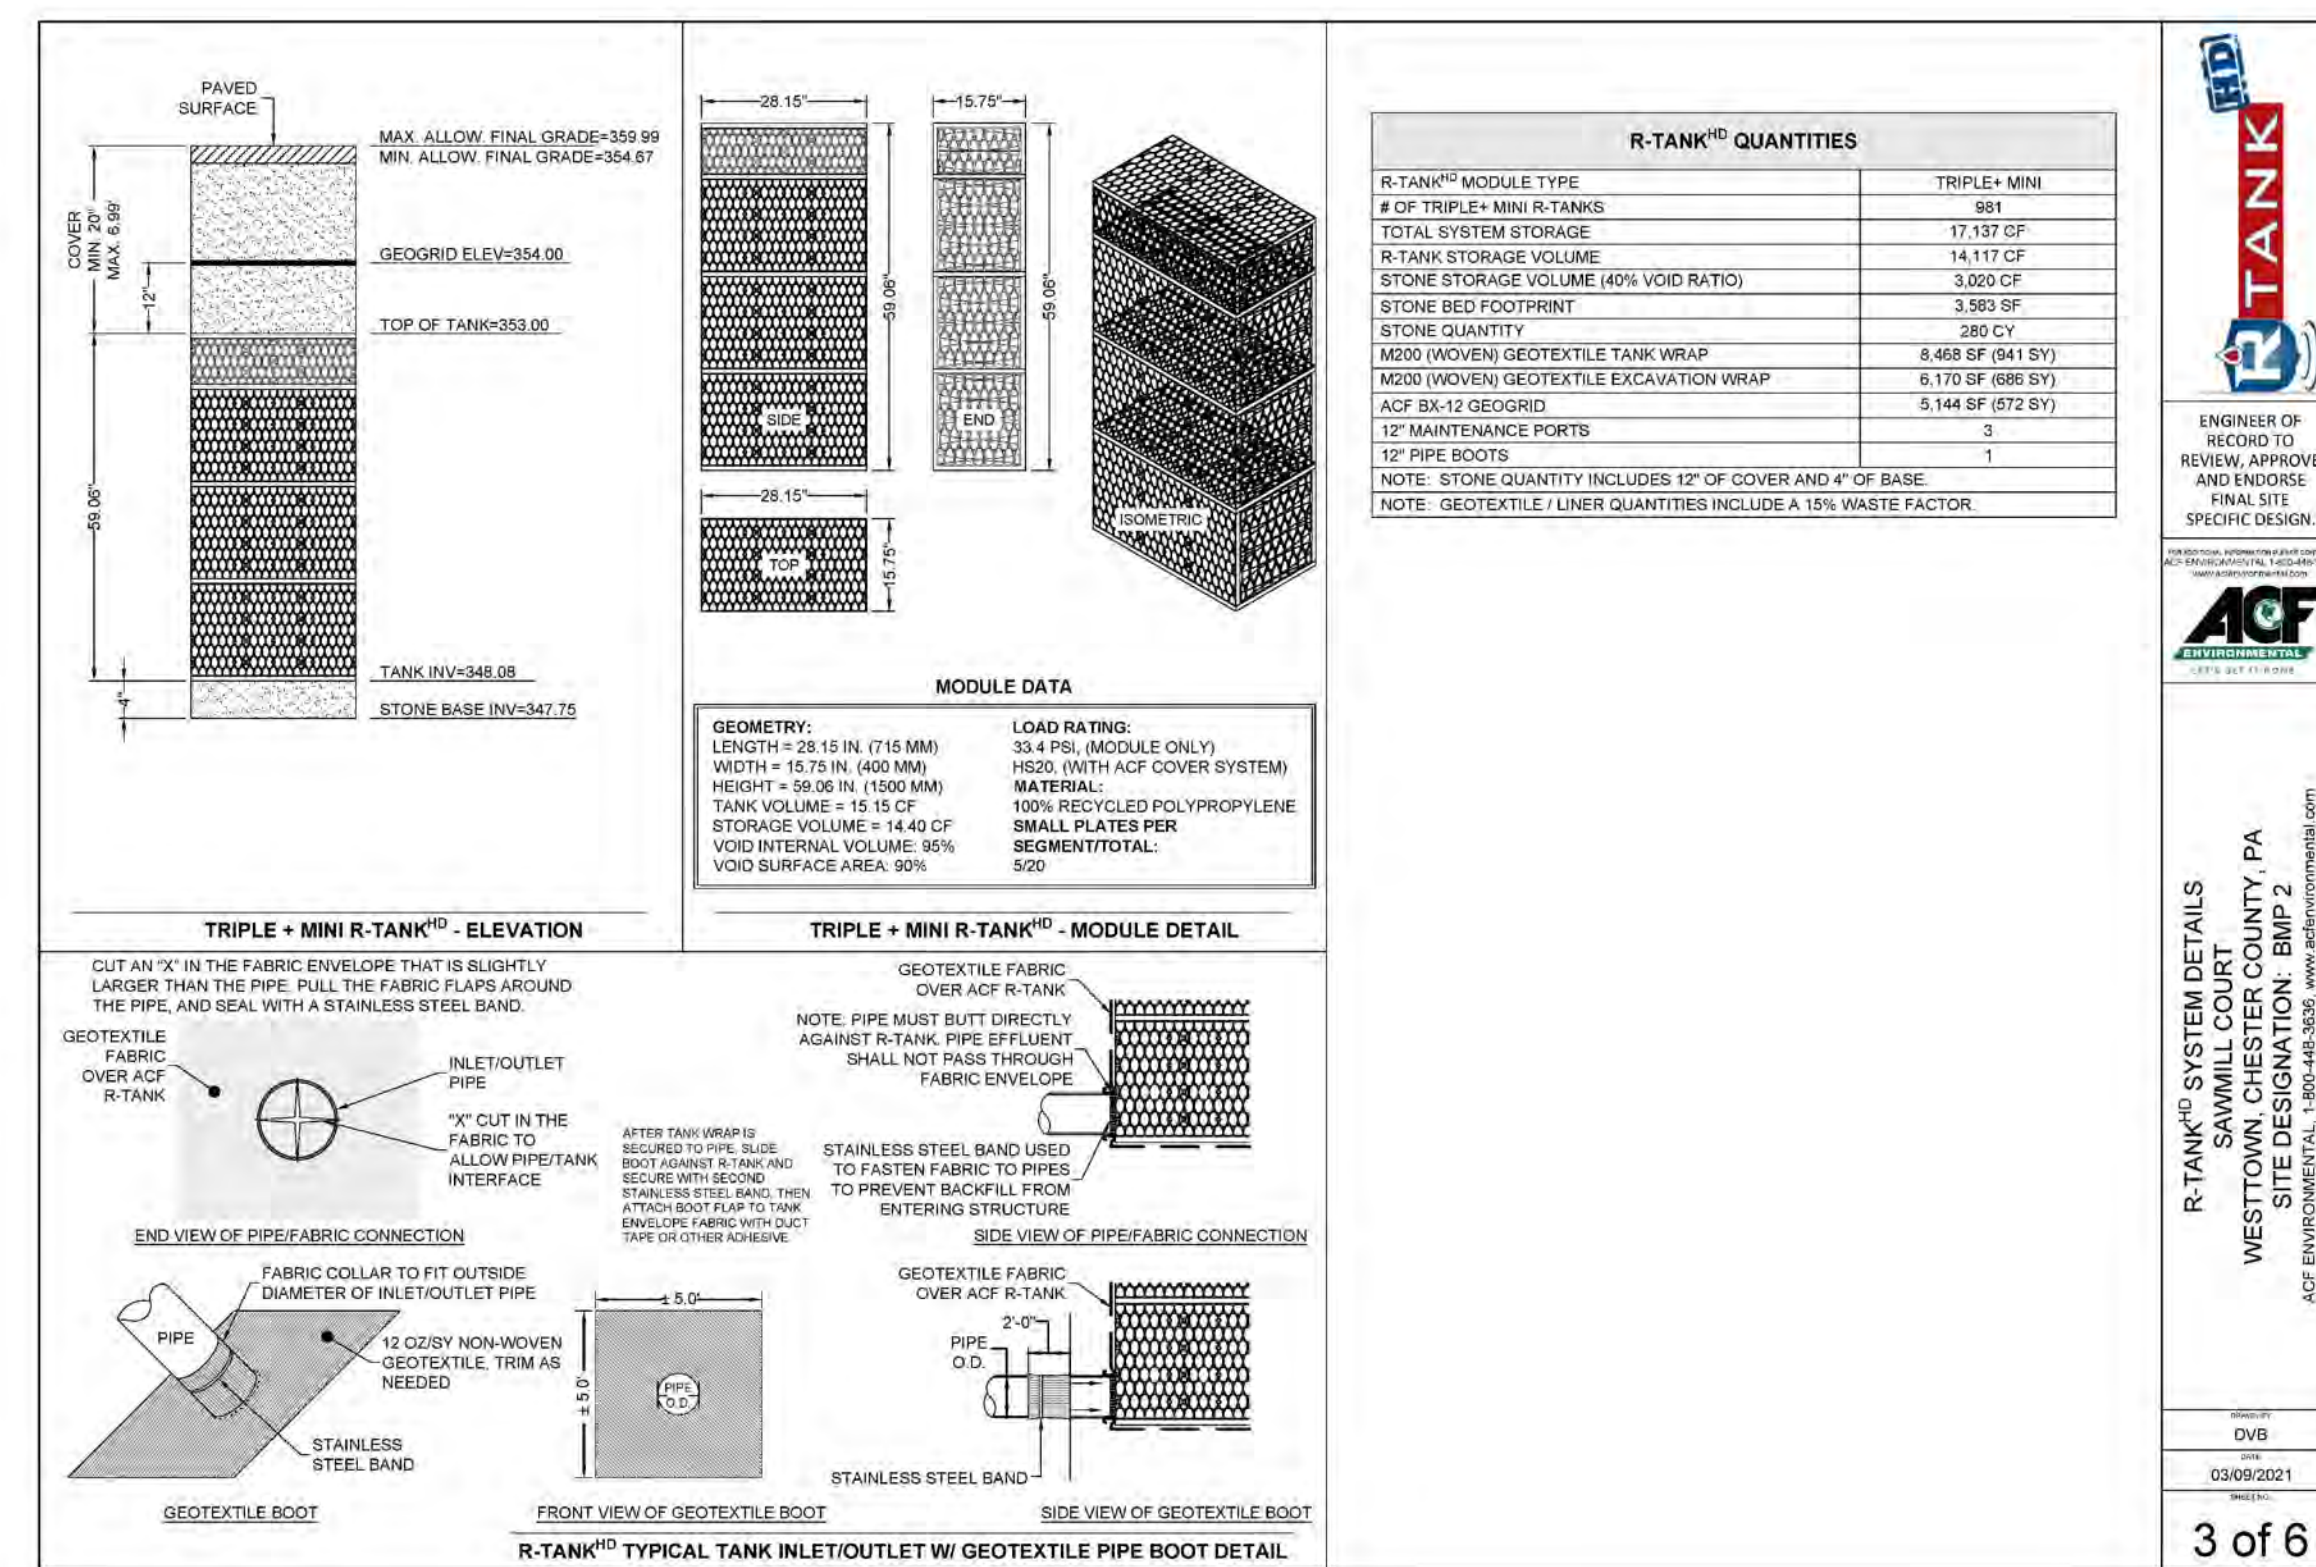 PAVED
SURFACE
MAX. ALLOW. FINAL GRADE=359.99
MIN. ALLOW. FINAL GRADE=354.67
COVER
MIN. 20"
MAX. 6.99'
GEOGRID ELEV=354.00
12"
TOP OF TANK=353.00
59.06"
TANK INV=348.08
4"
STONE BASE INV=347.75
TRIPLE + MINI R-TANKHD - ELEVATION
28.15"
15.75"
59.06"
59.06"
SIDE
END
28.15"
TOP
15.75"
ISOMETRIC
MODULE DATA
GEOMETRY:
LENGTH = 28.15 IN. (715 MM)
WIDTH = 15.75 IN. (400 MM)
HEIGHT = 59.06 IN. (1500 MM)
TANK VOLUME = 15.15 CF
STORAGE VOLUME = 14.40 CF
VOID INTERNAL VOLUME: 95%
VOID SURFACE AREA: 90%
LOAD RATING:
33.4 PSI, (MODULE ONLY)
HS20, (WITH ACF COVER SYSTEM)
MATERIAL:
100% RECYCLED POLYPROPYLENE
SMALL PLATES PER
SEGMENT/TOTAL:
5/20
TRIPLE + MINI R-TANKHD - MODULE DETAIL
R-TANKHD QUANTITIES
R-TANKHD MODULE TYPE TRIPLE+ MINI
# OF TRIPLE+ MINI R-TANKS 981
TOTAL SYSTEM STORAGE 17,137 CF
R-TANK STORAGE VOLUME 14,117 CF
STONE STORAGE VOLUME (40% VOID RATIO) 3,020 CF
STONE BED FOOTPRINT 3,583 SF
STONE QUANTITY 280 CY
M200 (WOVEN) GEOTEXTILE TANK WRAP 8,468 SF (941 SY)
M200 (WOVEN) GEOTEXTILE EXCAVATION WRAP 6,170 SF (686 SY)
ACF BX-12 GEOGRID 5,144 SF (572 SY)
12" MAINTENANCE PORTS 3
12" PIPE BOOTS 1
NOTE: STONE QUANTITY INCLUDES 12" OF COVER AND 4" OF BASE.
NOTE: GEOTEXTILE / LINER QUANTITIES INCLUDE A 15% WASTE FACTOR.
CUT AN "X" IN THE FABRIC ENVELOPE THAT IS SLIGHTLY
LARGER THAN THE PIPE. PULL THE FABRIC FLAPS AROUND
THE PIPE, AND SEAL WITH A STAINLESS STEEL BAND.
GEOTEXTILE
FABRIC
OVER ACF
R-TANK
INLET/OUTLET
PIPE
"X" CUT IN THE
FABRIC TO
ALLOW PIPE/TANK
INTERFACE
END VIEW OF PIPE/FABRIC CONNECTION
AFTER TANK WRAP IS
SECURED TO PIPE, SLIDE
BOOT AGAINST R-TANK AND
SECURE WITH SECOND
STAINLESS STEEL BAND, THEN
ATTACH BOOT FLAP TO TANK
ENVELOPE FABRIC WITH DUCT
TAPE OR OTHER ADHESIVE
GEOTEXTILE FABRIC
OVER ACF R-TANK
NOTE: PIPE MUST BUTT DIRECTLY
AGAINST R-TANK. PIPE EFFLUENT
SHALL NOT PASS THROUGH
FABRIC ENVELOPE
STAINLESS STEEL BAND USED
TO FASTEN FABRIC TO PIPES
TO PREVENT BACKFILL FROM
ENTERING STRUCTURE
SIDE VIEW OF PIPE/FABRIC CONNECTION
FABRIC COLLAR TO FIT OUTSIDE
DIAMETER OF INLET/OUTLET PIPE
PIPE
12 OZ/SY NON-WOVEN
GEOTEXTILE, TRIM AS
NEEDED
STAINLESS
STEEL BAND
GEOTEXTILE BOOT
± 5.0'
± 5.0'
PIPE
O.D.
FRONT VIEW OF GEOTEXTILE BOOT
GEOTEXTILE FABRIC
OVER ACF R-TANK
2'-0"
PIPE
O.D.
STAINLESS STEEL BAND
SIDE VIEW OF GEOTEXTILE BOOT
R-TANKHD TYPICAL TANK INLET/OUTLET W/ GEOTEXTILE PIPE BOOT DETAIL
R TANK HD
ENGINEER OF
RECORD TO
REVIEW, APPROVE
AND ENDORSE
FINAL SITE
SPECIFIC DESIGN.
ACF ENVIRONMENTAL
www.acfenvironmental.com
ACF
ENVIRONMENTAL
LET'S GET IT DONE
R-TANKHD SYSTEM DETAILS
SAWMILL COURT
WESTTOWN, CHESTER COUNTY, PA
SITE DESIGNATION: BMP 2
ACF ENVIRONMENTAL, 1-800-448-3636, www.acfenvironmental.com
DRAWN BY
DVB
DATE
03/09/2021
SHEET NO.
3 of 6